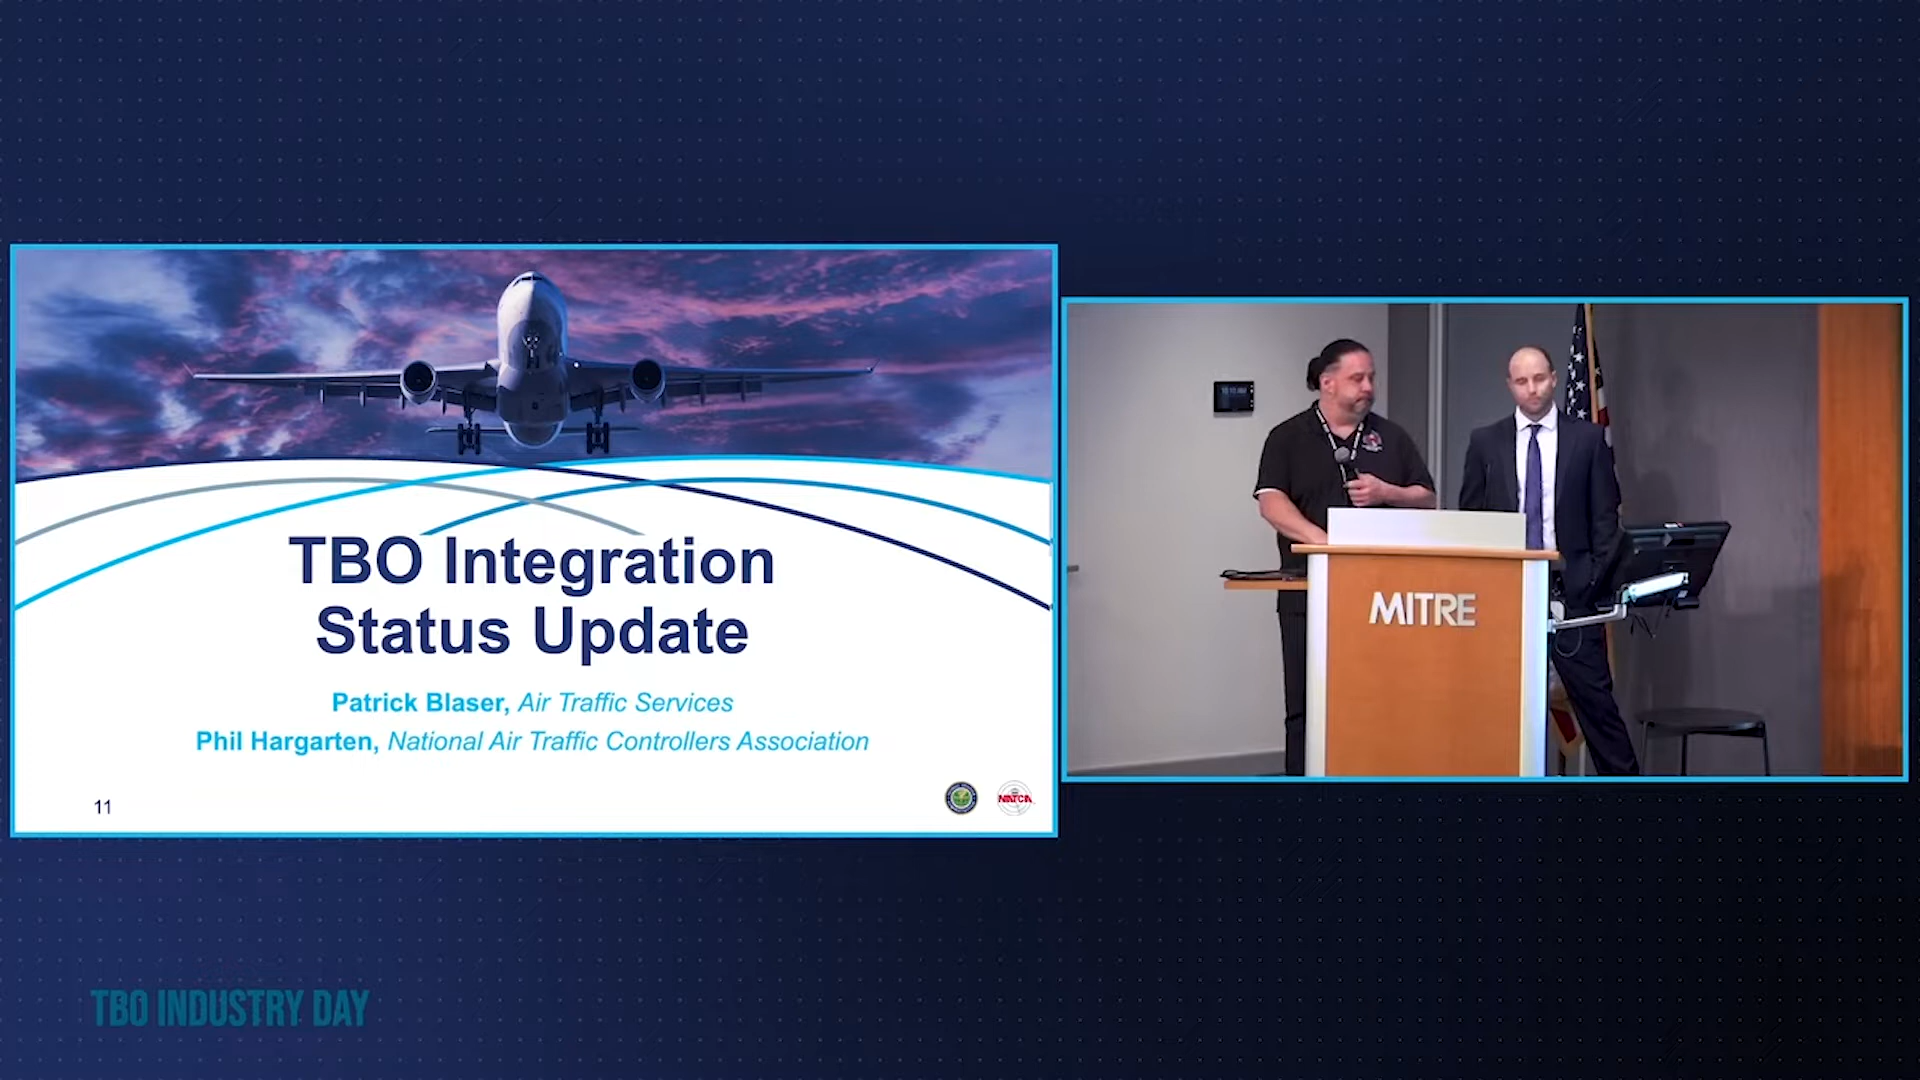 TBO Integration
Status Update
Patrick Blaser, Air Traffic Services
Phil Hargarten, National Air Traffic Controllers Association
11
NATCA
MITRE
TBO INDUSTRY DAY